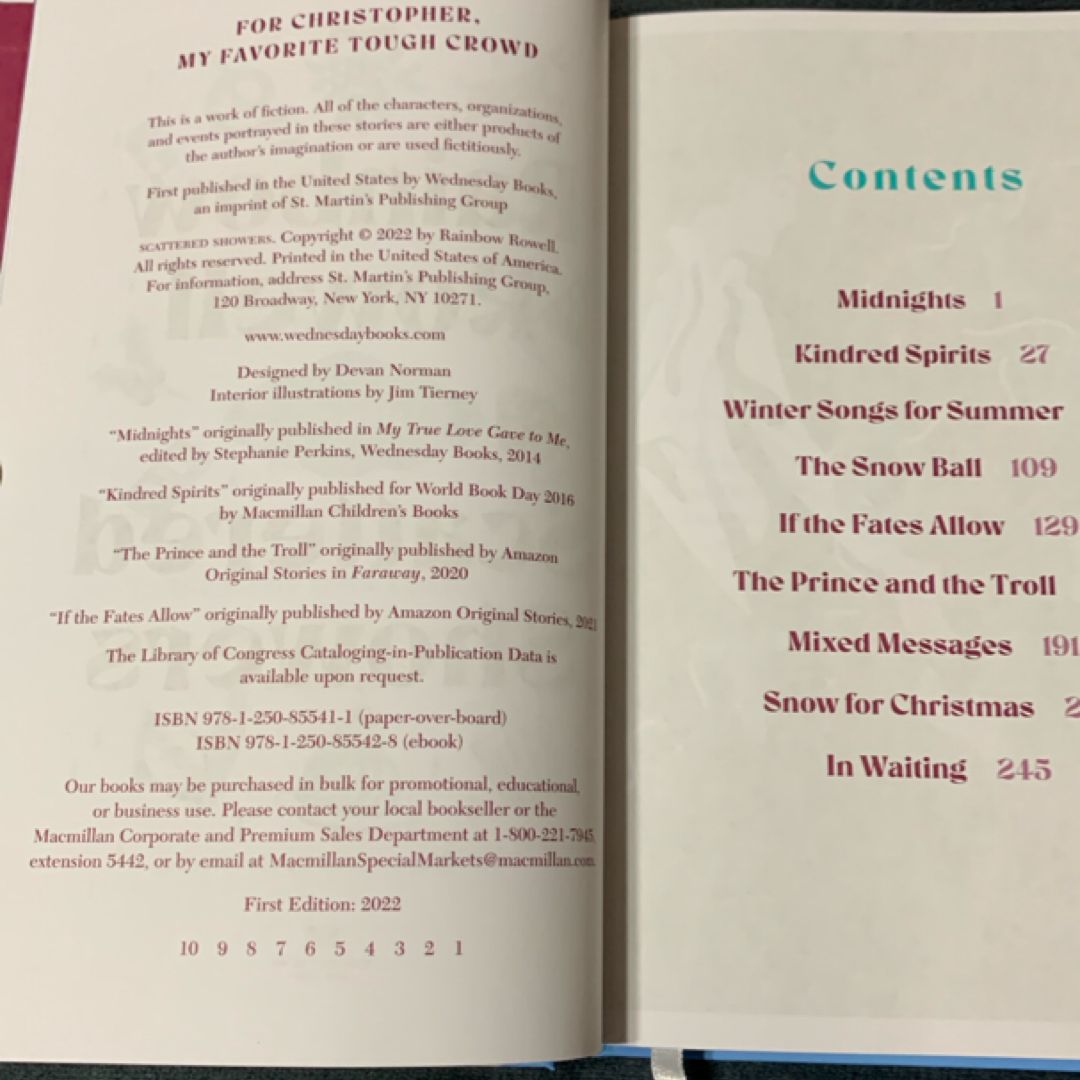 FOR CHRISTOPHER,
MY FAVORITE TOUGH CROWD
This is a work of fiction. All of the characters, organizations,
and events portrayed in these stories are either products of
the author's imagination or are used fictitiously.
First published in the United States by Wednesday Books,
an imprint of St. Martin's Publishing Group
SCATTERED SHOWERS. Copyright © 2022 by Rainbow Rowell.
All rights reserved. Printed in the United States of America.
For information, address St. Martin's Publishing Group,
120 Broadway, New York, NY 10271.
www.wednesdaybooks.com
Designed by Devan Norman
Interior illustrations by Jim Tierney
"Midnights" originally published in My True Love Gave to Me,
edited by Stephanie Perkins, Wednesday Books, 2014
"Kindred Spirits" originally published for World Book Day 2016
by Macmillan Children's Books
"The Prince and the Troll" originally published by Amazon
Original Stories in Faraway, 2020
"If the Fates Allow" originally published by Amazon Original Stories, 2021
The Library of Congress Cataloging-in-Publication Data is
available upon request.
ISBN 978-1-250-85541-1 (paper-over-board)
ISBN 978-1-250-85542-8 (ebook)
Our books may be purchased in bulk for promotional, educational,
or business use. Please contact your local bookseller or the
Macmillan Corporate and Premium Sales Department at 1-800-221-7945,
extension 5442, or by email at MacmillanSpecialMarkets@macmillan.com.
First Edition: 2022
10 9 8 7 6 5 4 3 2 1
Contents
Midnights 1
Kindred Spirits 27
Winter Songs for Summer
The Snow Ball 109
If the Fates Allow 129
The Prince and the Troll
Mixed Messages 191
Snow for Christmas
In Waiting 245